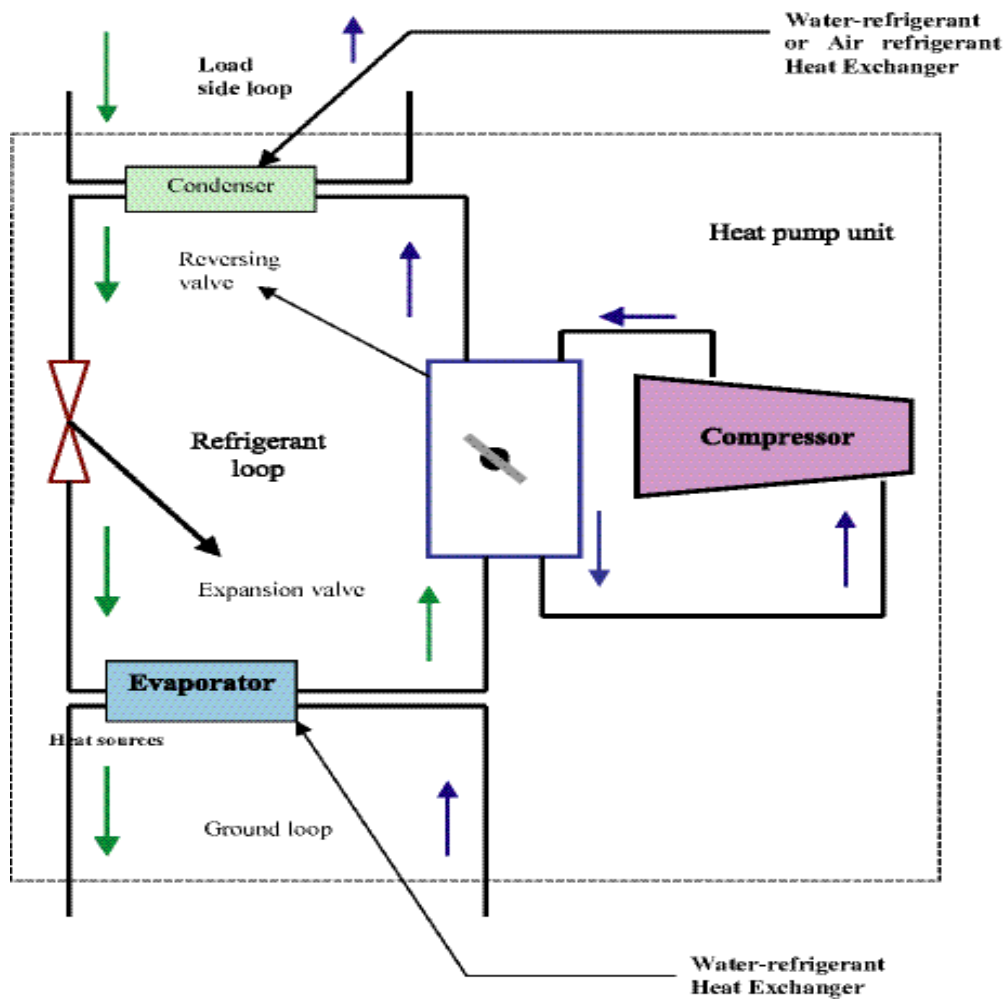 Water-refrigerant
or Air refrigerant
Heat Exchanger
Load
side loop
Condenser
Heat pump unit
Reversing
valve
Compressor
Refrigerant
loop
Expansion valve
Evaporator
Heat sources
Ground loop
Water-refrigerant
Heat Exchanger